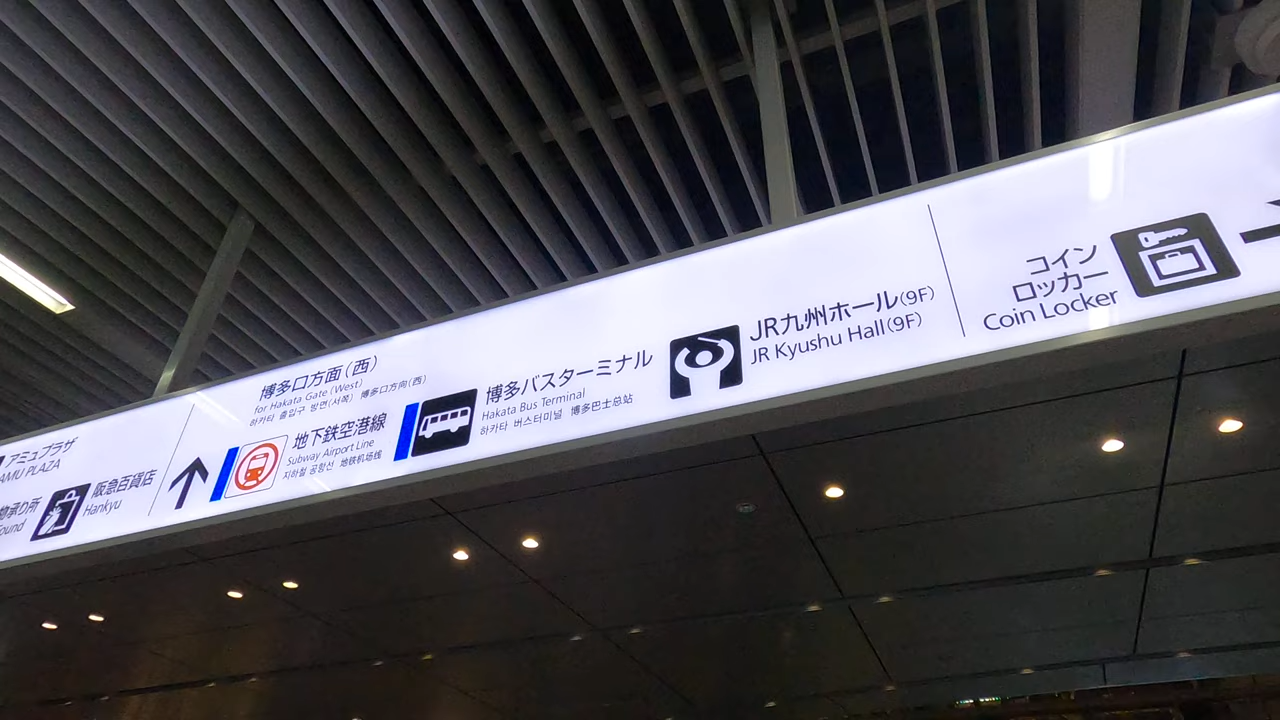 アミュプラザ
AMU PLAZA
承り所
ound
阪急百貨店
Hankyu
博多口方面(西)
for Hakata Gate (West)
하카타 출입구 방면(서쪽) 博多口方向(西)
地下鉄空港線
Subway Airport Line
지하철 공항선 地铁机场线
博多バスターミナル
Hakata Bus Terminal
하카타 버스터미널 博多巴士总站
JR九州ホール(9F)
JR Kyushu Hall(9F)
コイン
ロッカー
Coin Locker